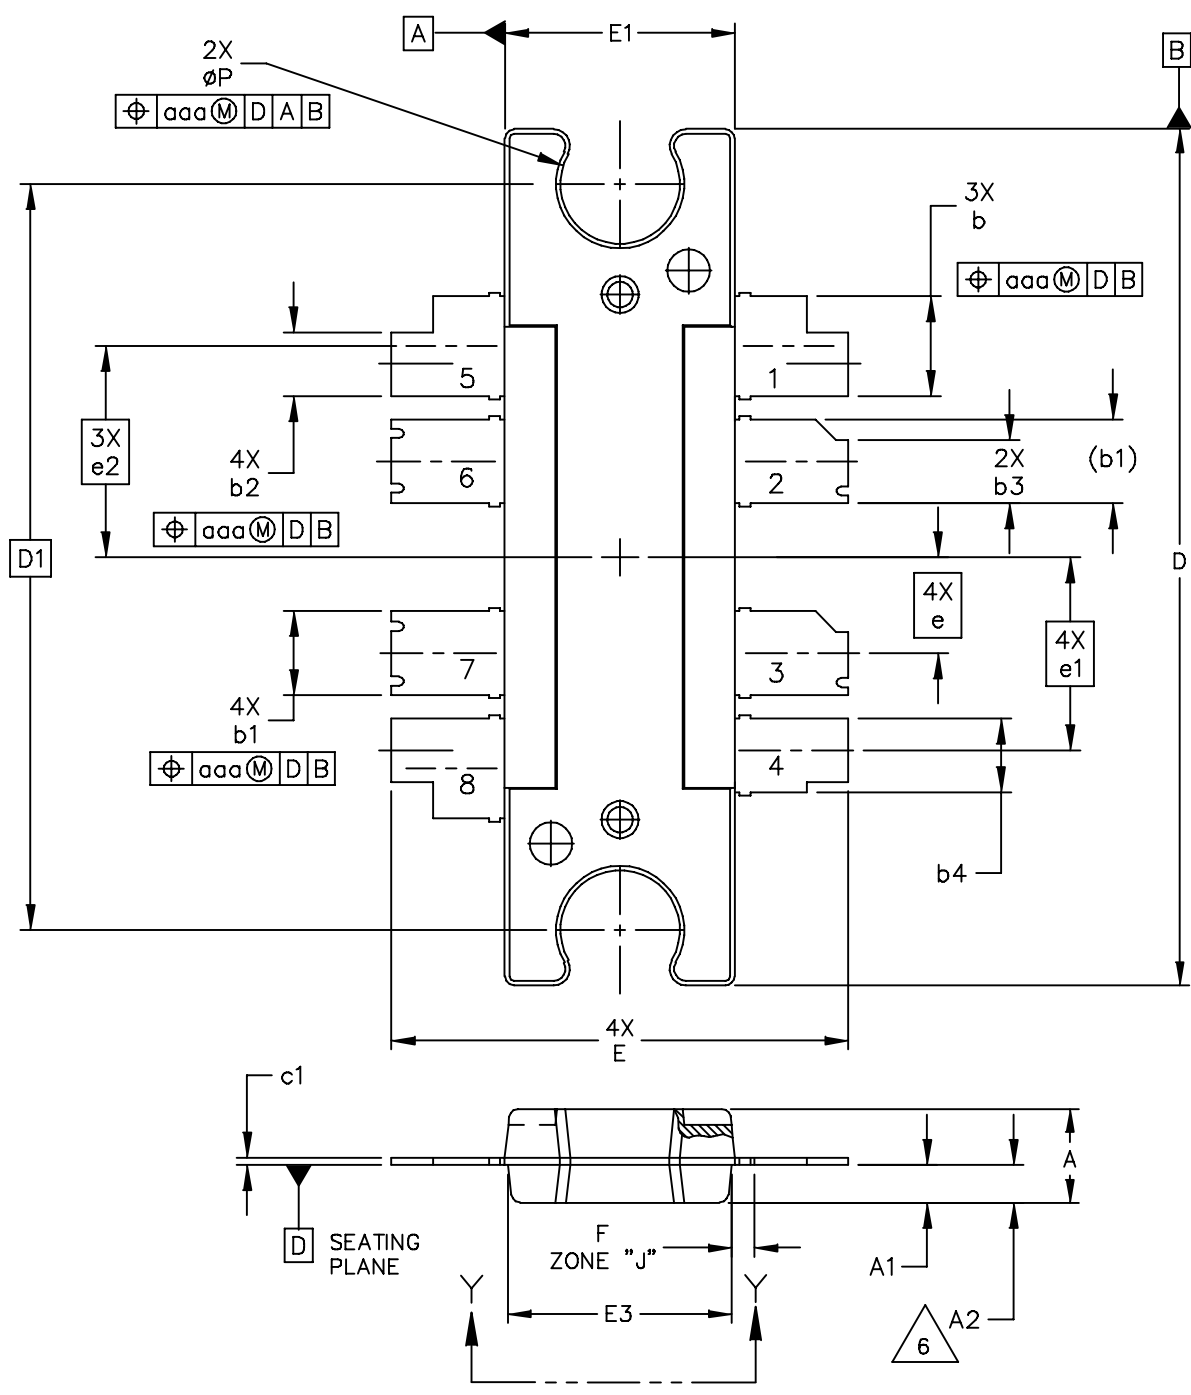 A
E1
B
2X
øP
⌖ aaa Ⓜ D A B
3X
b
⌖ aaa Ⓜ D B
5
1
3X
e2
4X
b2
6
2
2X
b3
(b1)
⌖ aaa Ⓜ D B
D1
D
4X
e
4X
e1
7
3
4X
b1
⌖ aaa Ⓜ D B
8
4
b4
4X
E
c1
A
D
SEATING
PLANE
F
ZONE "J"
A1
Y
Y
E3
A2
6